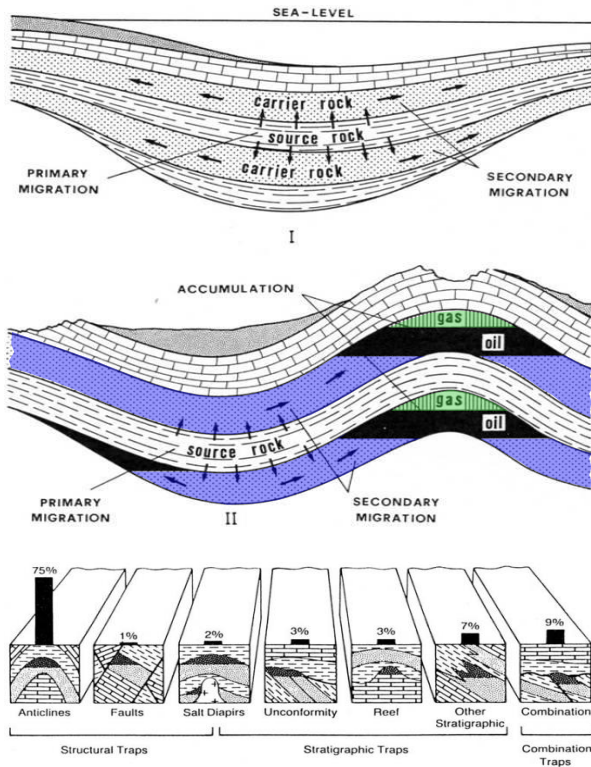 SEA-LEVEL
carrier rock
source rock
carrier rock
PRIMARY
MIGRATION
SECONDARY
MIGRATION
I
ACCUMULATION
gas
oil
gas
oil
source rock
PRIMARY
MIGRATION
SECONDARY
MIGRATION
II
75%
1%
2%
3%
3%
7%
9%
Anticlines
Faults
Salt Diapirs
Unconformity
Reef
Other
Stratigraphic
Combination
Structural Traps
Stratigraphic Traps
Combination
Traps